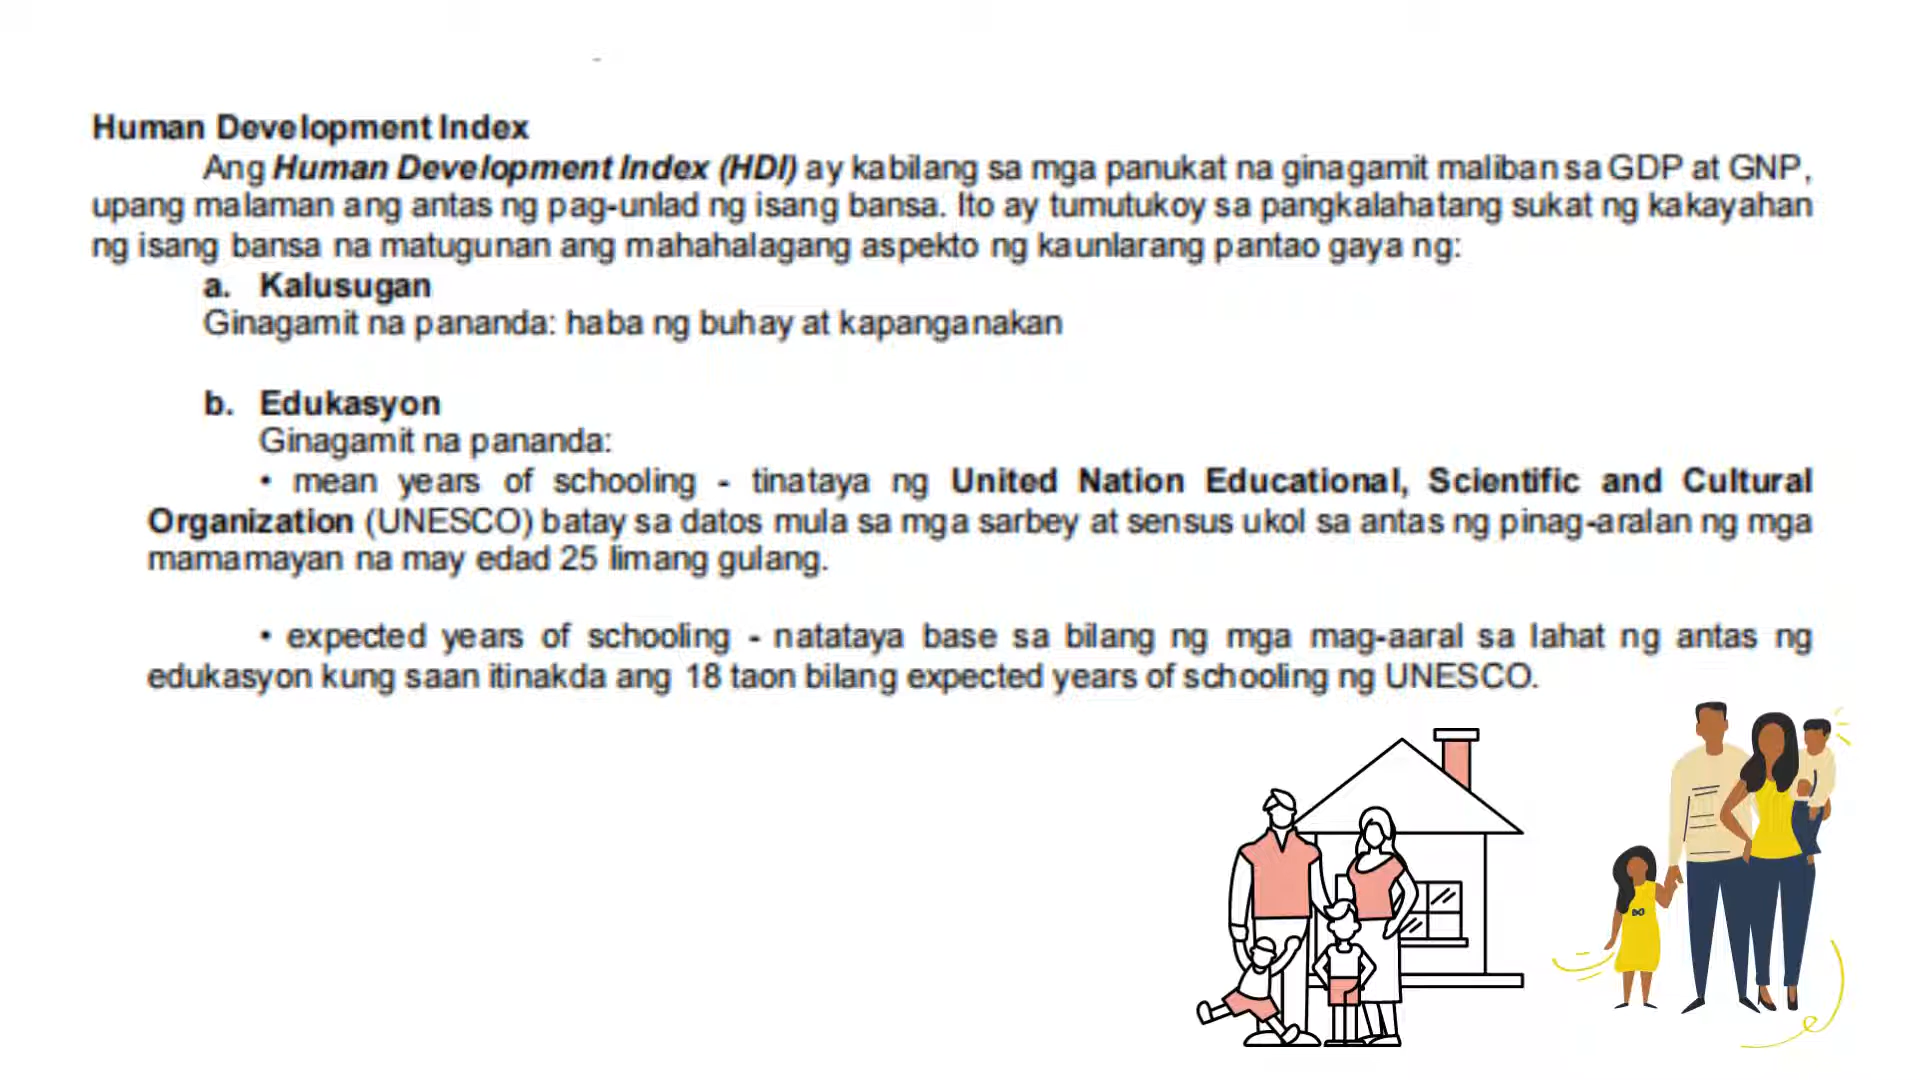 Human Development Index
Ang Human Development Index (HDI) ay kabilang sa mga panukat na ginagamit maliban sa GDP at GNP,
upang malaman ang antas ng pag-unlad ng isang bansa. Ito ay tumutukoy sa pangkalahatang sukat ng kakayahan
ng isang bansa na matugunan ang mahahalagang aspekto ng kaunlarang pantao gaya ng:
a. Kalusugan
Ginagamit na pananda: haba ng buhay at kapanganakan
b. Edukasyon
Ginagamit na pananda:
• mean years of schooling - tinataya ng United Nation Educational, Scientific and Cultural
Organization (UNESCO) batay sa datos mula sa mga sarbey at sensus ukol sa antas ng pinag-aralan ng mga
mamamayan na may edad 25 limang gulang.
• expected years of schooling - natataya base sa bilang ng mga mag-aaral sa lahat ng antas ng
edukasyon kung saan itinakda ang 18 taon bilang expected years of schooling ng UNESCO.